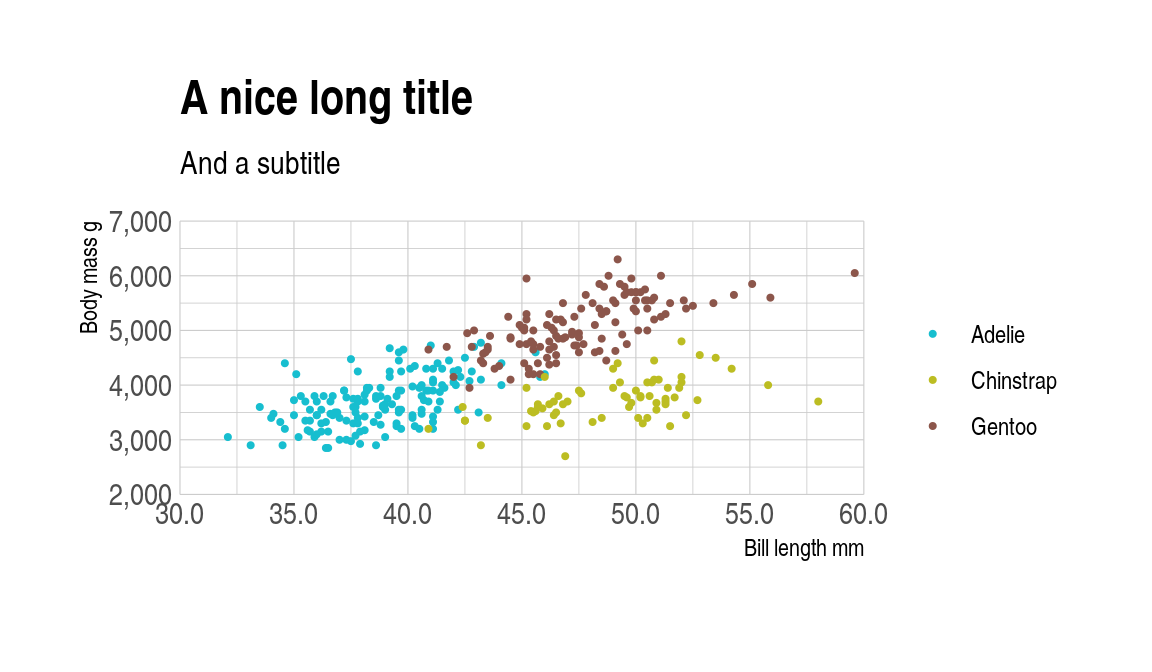 A nice long title
And a subtitle
Body mass g
7,000
6,000
5,000
4,000
3,000
2,000
30.0 35.0 40.0 45.0 50.0 55.0 60.0
Bill length mm
Adelie
Chinstrap
Gentoo